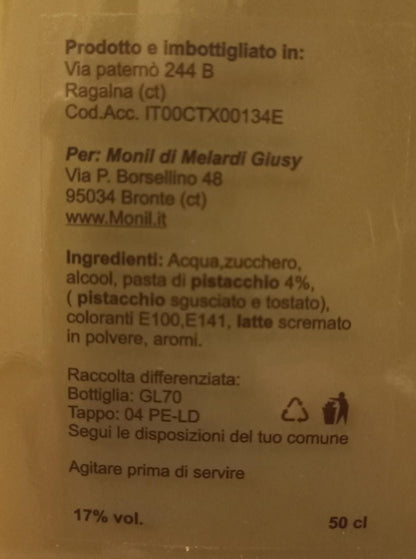 Prodotto e imbottigliato in:
Via paternò 244 B
Ragalna (ct)
Cod.Acc. IT00CTX00134E
Per: Monil di Melardi Giusy
Via P. Borsellino 48
95034 Bronte (ct)
www.Monil.it
Ingredienti: Acqua,zucchero,
alcool, pasta di pistacchio 4%,
( pistacchio sgusciato e tostato),
coloranti E100,E141, latte scremato
in polvere, aromi.
Raccolta differenziata:
Bottiglia: GL70
Tappo: 04 PE-LD
Segui le disposizioni del tuo comune
Agitare prima di servire
17% vol. 50 cl